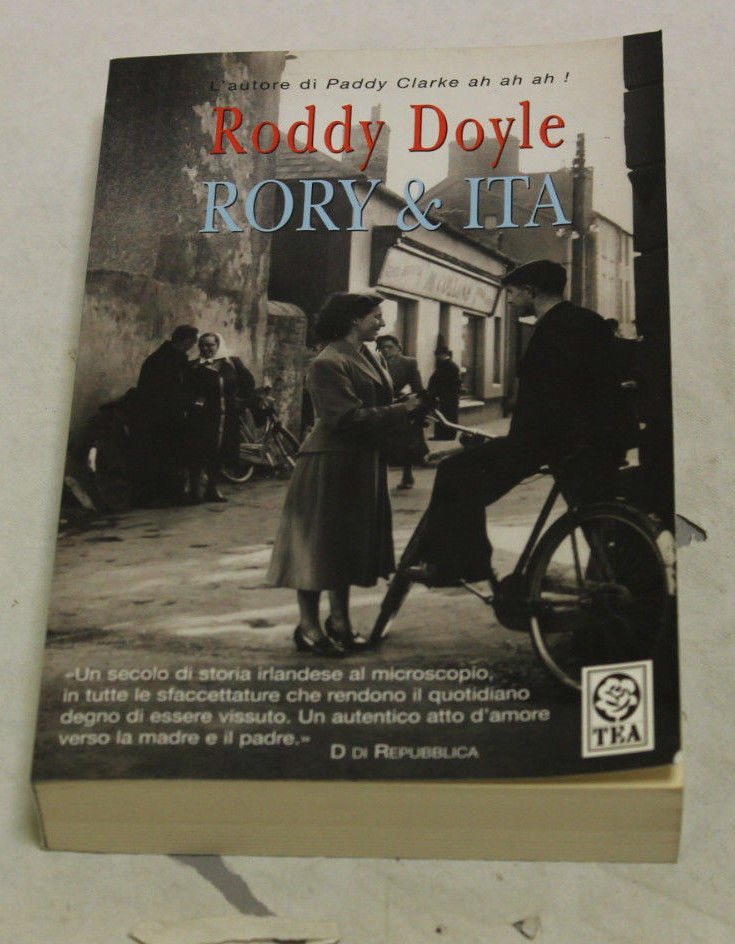 L'autore di Paddy Clarke ah ah ah !
Roddy Doyle
RORY & ITA
«Un secolo di storia irlandese al microscopio,
in tutte le sfaccettature che rendono il quotidiano
degno di essere vissuto. Un autentico atto d'amore
verso la madre e il padre.»
D DI REPUBBLICA
TEA